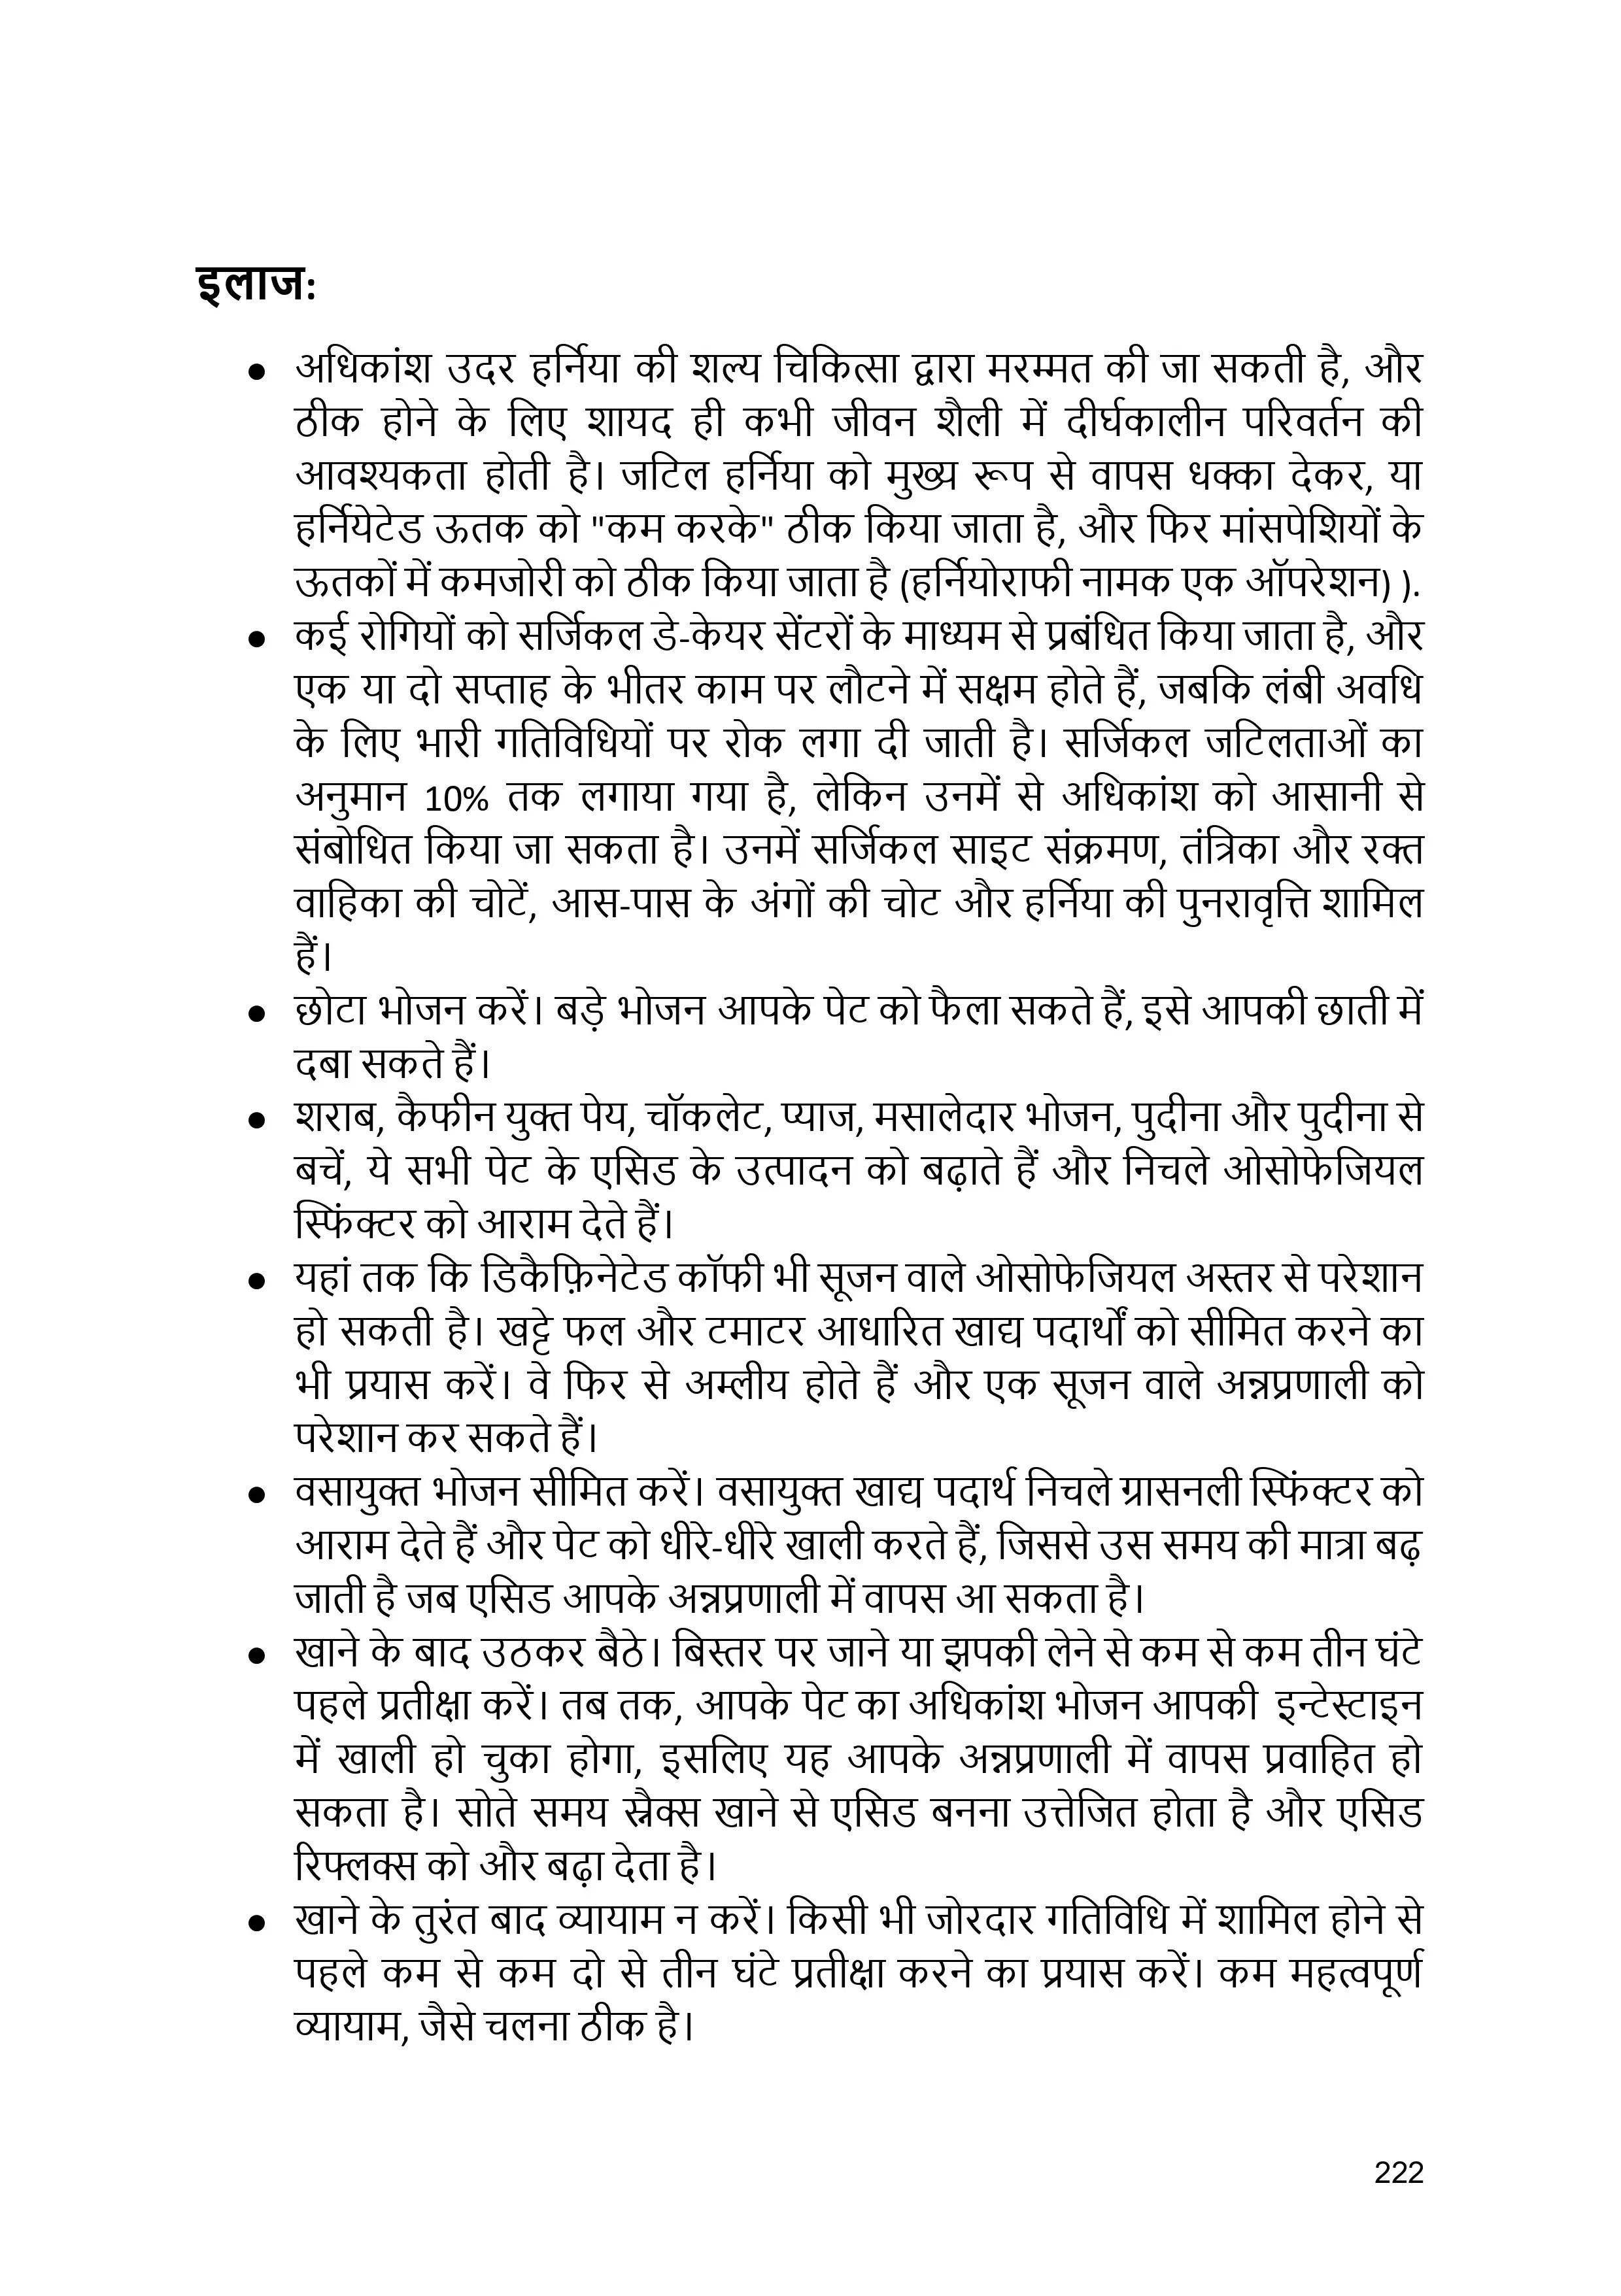 इलाज:
● अधिकांश उदर हर्निया की शल्य चिकित्सा द्वारा मरम्मत की जा सकती है, और
ठीक होने के लिए शायद ही कभी जीवन शैली में दीर्घकालीन परिवर्तन की
आवश्यकता होती है। जटिल हर्निया को मुख्य रूप से वापस धक्का देकर, या
हर्नियेटेड ऊतक को "कम करके" ठीक किया जाता है, और फिर मांसपेशियों के
ऊतकों में कमजोरी को ठीक किया जाता है (हर्नियोराफी नामक एक ऑपरेशन) ).
● कई रोगियों को सर्जिकल डे-केयर सेंटरों के माध्यम से प्रबंधित किया जाता है, और
एक या दो सप्ताह के भीतर काम पर लौटने में सक्षम होते हैं, जबकि लंबी अवधि
के लिए भारी गतिविधियों पर रोक लगा दी जाती है। सर्जिकल जटिलताओं का
अनुमान 10% तक लगाया गया है, लेकिन उनमें से अधिकांश को आसानी से
संबोधित किया जा सकता है। उनमें सर्जिकल साइट संक्रमण, तंत्रिका और रक्त
वाहिका की चोटें, आस-पास के अंगों की चोट और हर्निया की पुनरावृत्ति शामिल
हैं।
● छोटा भोजन करें। बड़े भोजन आपके पेट को फैला सकते हैं, इसे आपकी छाती में
दबा सकते हैं।
● शराब, कैफीन युक्त पेय, चॉकलेट, प्याज, मसालेदार भोजन, पुदीना और पुदीना से
बचें, ये सभी पेट के एसिड के उत्पादन को बढ़ाते हैं और निचले ओसोफेजियल
स्फिंक्टर को आराम देते हैं।
● यहां तक कि डिकैफ़िनेटेड कॉफी भी सूजन वाले ओसोफेजियल अस्तर से परेशान
हो सकती है। खट्टे फल और टमाटर आधारित खाद्य पदार्थों को सीमित करने का
भी प्रयास करें। वे फिर से अम्लीय होते हैं और एक सूजन वाले अन्नप्रणाली को
परेशान कर सकते हैं।
● वसायुक्त भोजन सीमित करें। वसायुक्त खाद्य पदार्थ निचले ग्रासनली स्फिंक्टर को
आराम देते हैं और पेट को धीरे-धीरे खाली करते हैं, जिससे उस समय की मात्रा बढ़
जाती है जब एसिड आपके अन्नप्रणाली में वापस आ सकता है।
● खाने के बाद उठकर बैठे। बिस्तर पर जाने या झपकी लेने से कम से कम तीन घंटे
पहले प्रतीक्षा करें। तब तक, आपके पेट का अधिकांश भोजन आपकी इन्टेस्टाइन
में खाली हो चुका होगा, इसलिए यह आपके अन्नप्रणाली में वापस प्रवाहित हो
सकता है। सोते समय स्नैक्स खाने से एसिड बनना उत्तेजित होता है और एसिड
रिफ्लक्स को और बढ़ा देता है।
● खाने के तुरंत बाद व्यायाम न करें। किसी भी जोरदार गतिविधि में शामिल होने से
पहले कम से कम दो से तीन घंटे प्रतीक्षा करने का प्रयास करें। कम महत्वपूर्ण
व्यायाम, जैसे चलना ठीक है।
222